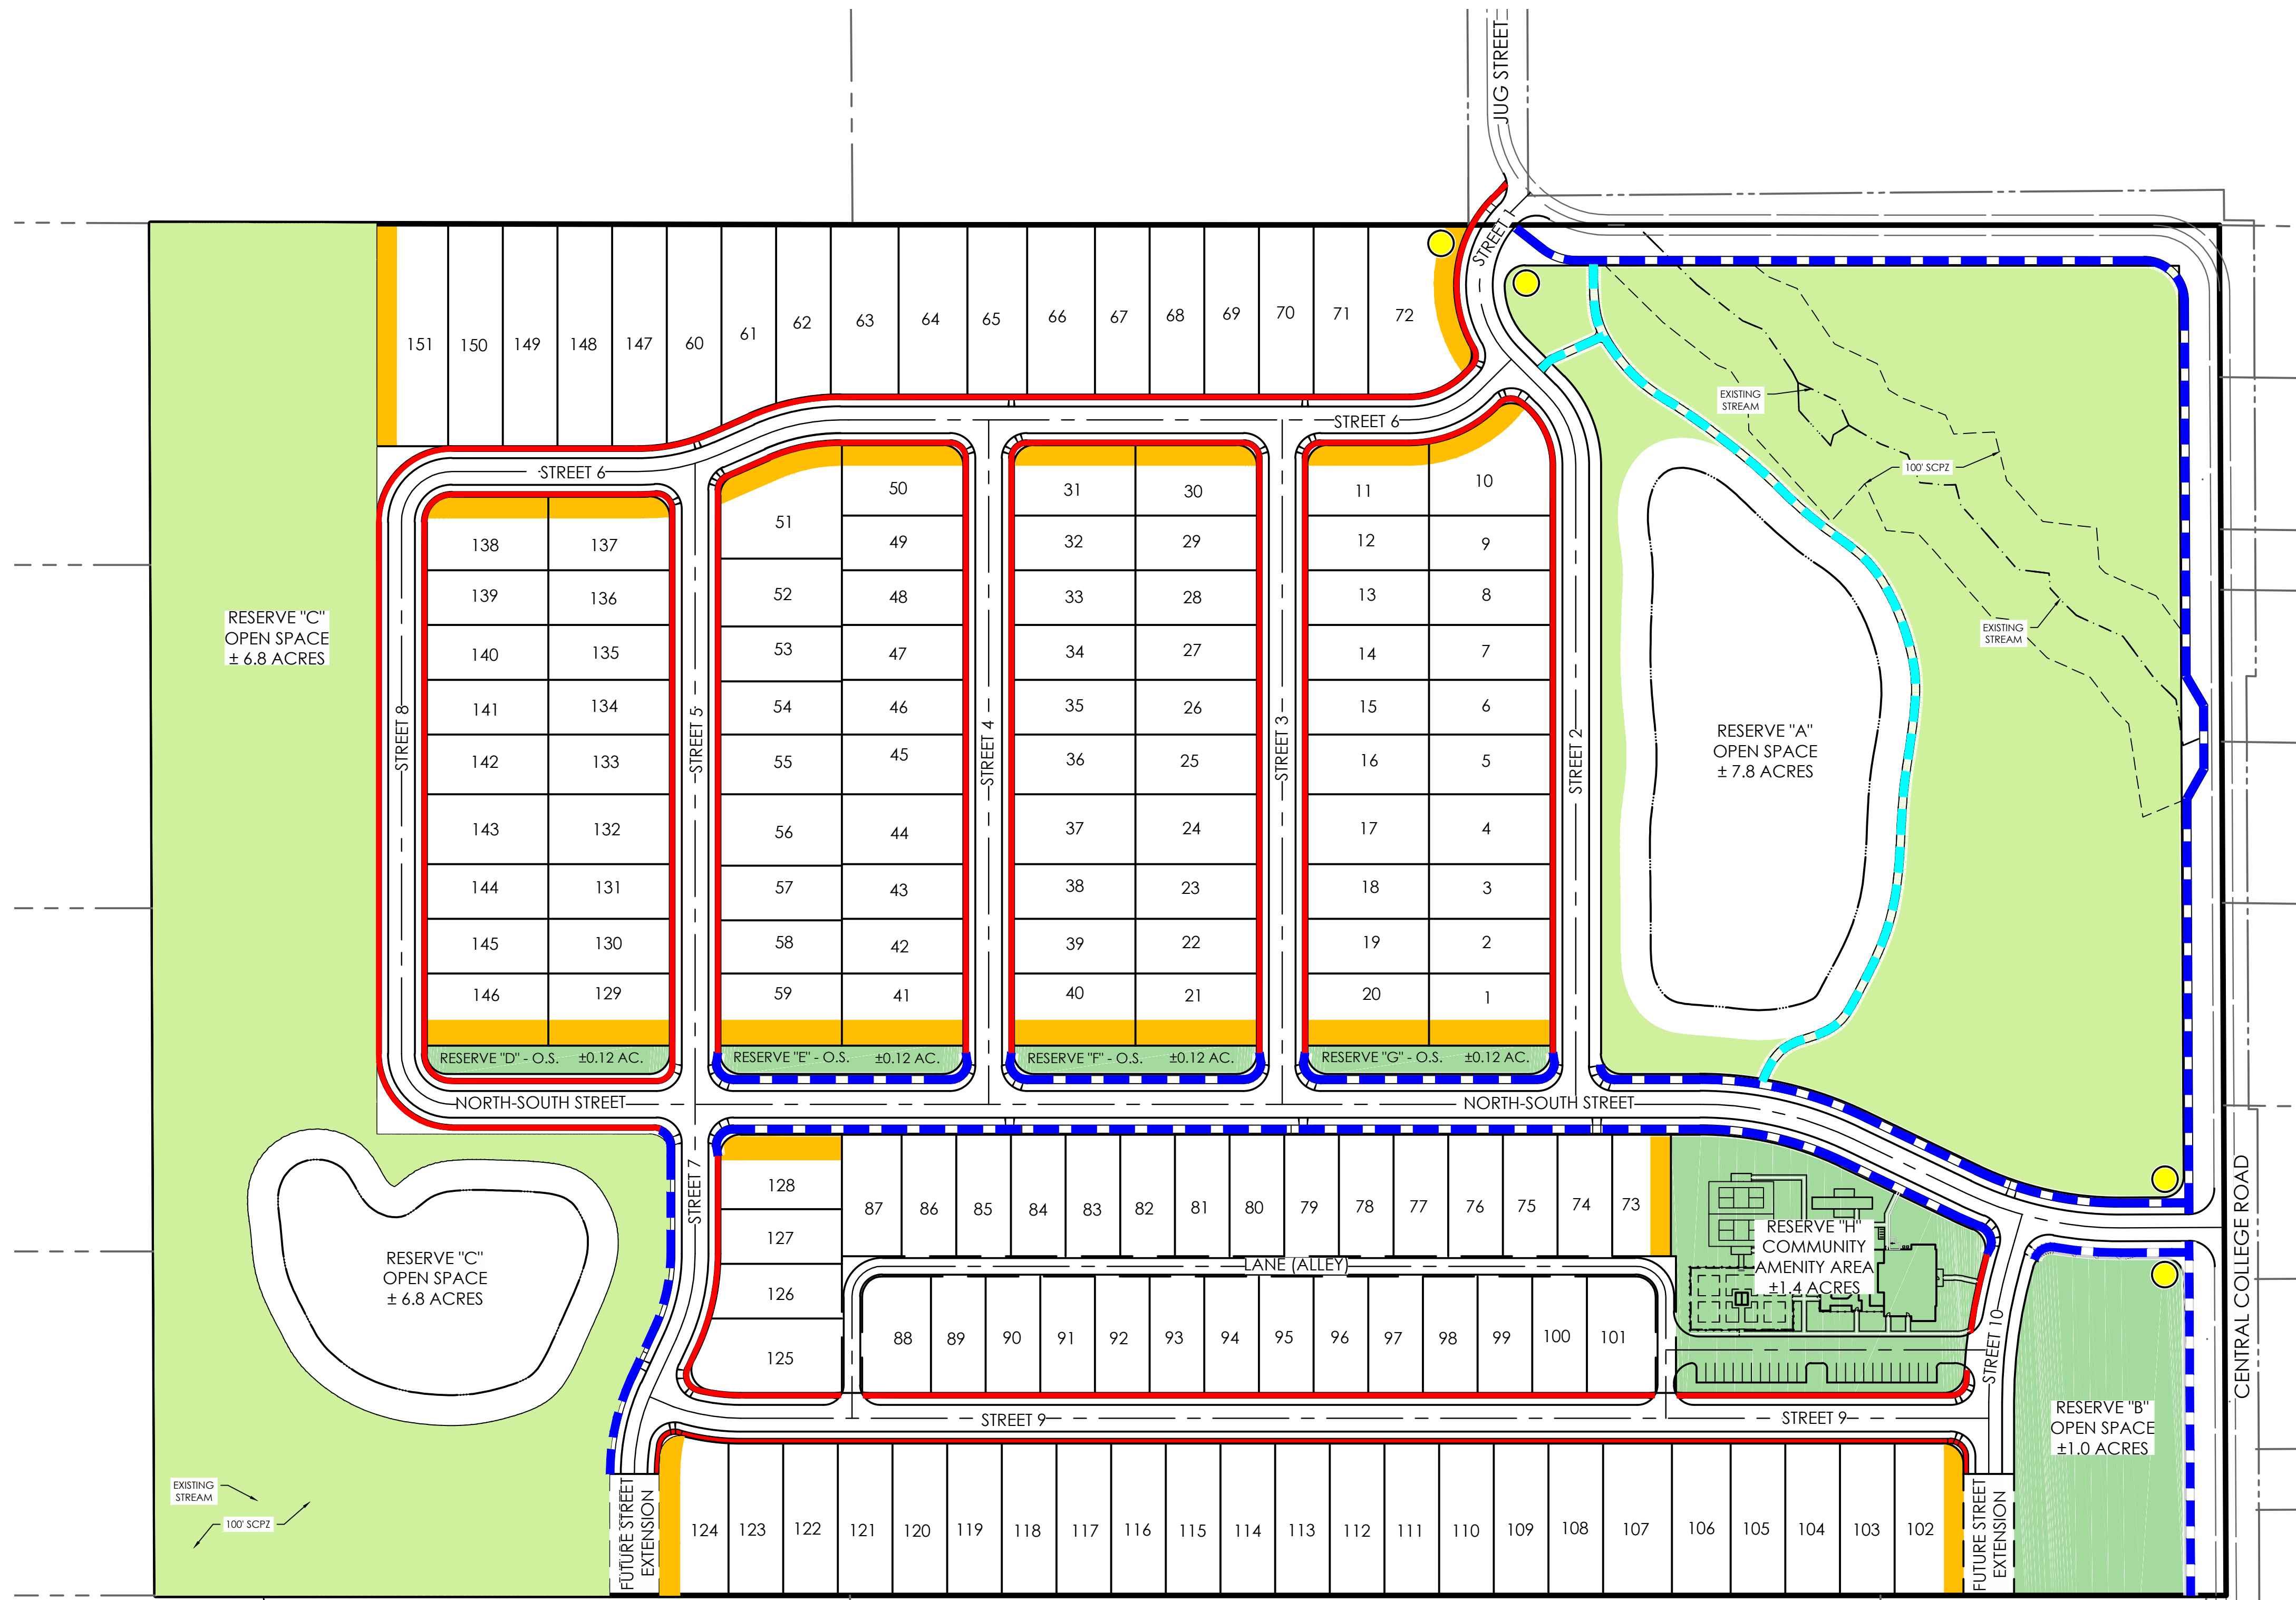 JUG STREET
STREET 1
151 150 149 148 147 60 61 62 63 64 65 66 67 68 69 70 71 72
STREET 6
STREET 6
EXISTING
STREAM
100' SCPZ
EXISTING
STREAM
138 137
139 136
140 135
141 134
142 133
143 132
144 131
145 130
146 129
51 50
52 49
53 48
54 47
55 46
56 45
57 44
58 43
59 42
41
31 30
32 29
33 28
34 27
35 26
36 25
37 24
38 23
39 22
40 21
11 10
12 9
13 8
14 7
15 6
16 5
17 4
18 3
19 2
20 1
STREET 8
STREET 5
STREET 4
STREET 3
STREET 2
RESERVE "C"
OPEN SPACE
± 6.8 ACRES
RESERVE "A"
OPEN SPACE
± 7.8 ACRES
RESERVE "D" - O.S. ±0.12 AC.
RESERVE "E" - O.S. ±0.12 AC.
RESERVE "F" - O.S. ±0.12 AC.
RESERVE "G" - O.S. ±0.12 AC.
NORTH-SOUTH STREET
NORTH-SOUTH STREET
STREET 7
128
127
126
125
87 86 85 84 83 82 81 80 79 78 77 76 75 74 73
LANE (ALLEY)
88 89 90 91 92 93 94 95 96 97 98 99 100 101
RESERVE "H"
COMMUNITY
AMENITY AREA
±1.4 ACRES
RESERVE "C"
OPEN SPACE
± 6.8 ACRES
STREET 10
CENTRAL COLLEGE ROAD
STREET 9
STREET 9
RESERVE "B"
OPEN SPACE
±1.0 ACRES
EXISTING
STREAM
100' SCPZ
FUTURE STREET
EXTENSION
124 123 122 121 120 119 118 117 116 115 114 113 112 111 110 109 108 107 106 105 104 103 102
FUTURE STREET
EXTENSION